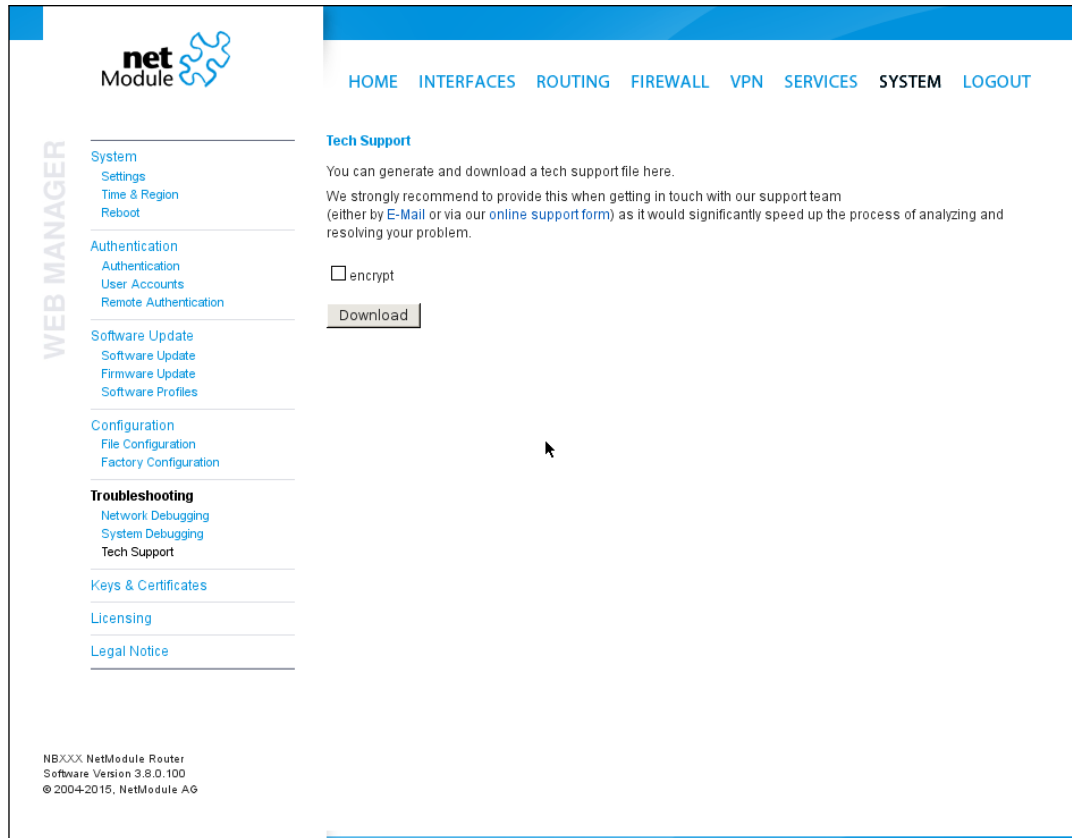 net
Module
HOME INTERFACES ROUTING FIREWALL VPN SERVICES SYSTEM LOGOUT
WEB MANAGER
System
Settings
Time & Region
Reboot
Authentication
Authentication
User Accounts
Remote Authentication
Software Update
Software Update
Firmware Update
Software Profiles
Configuration
File Configuration
Factory Configuration
Troubleshooting
Network Debugging
System Debugging
Tech Support
Keys & Certificates
Licensing
Legal Notice
Tech Support
You can generate and download a tech support file here.
We strongly recommend to provide this when getting in touch with our support team
(either by E-Mail or via our online support form) as it would significantly speed up the process of analyzing and
resolving your problem.
encrypt
Download
NBXXX NetModule Router
Software Version 3.8.0.100
© 2004-2015, NetModule AG